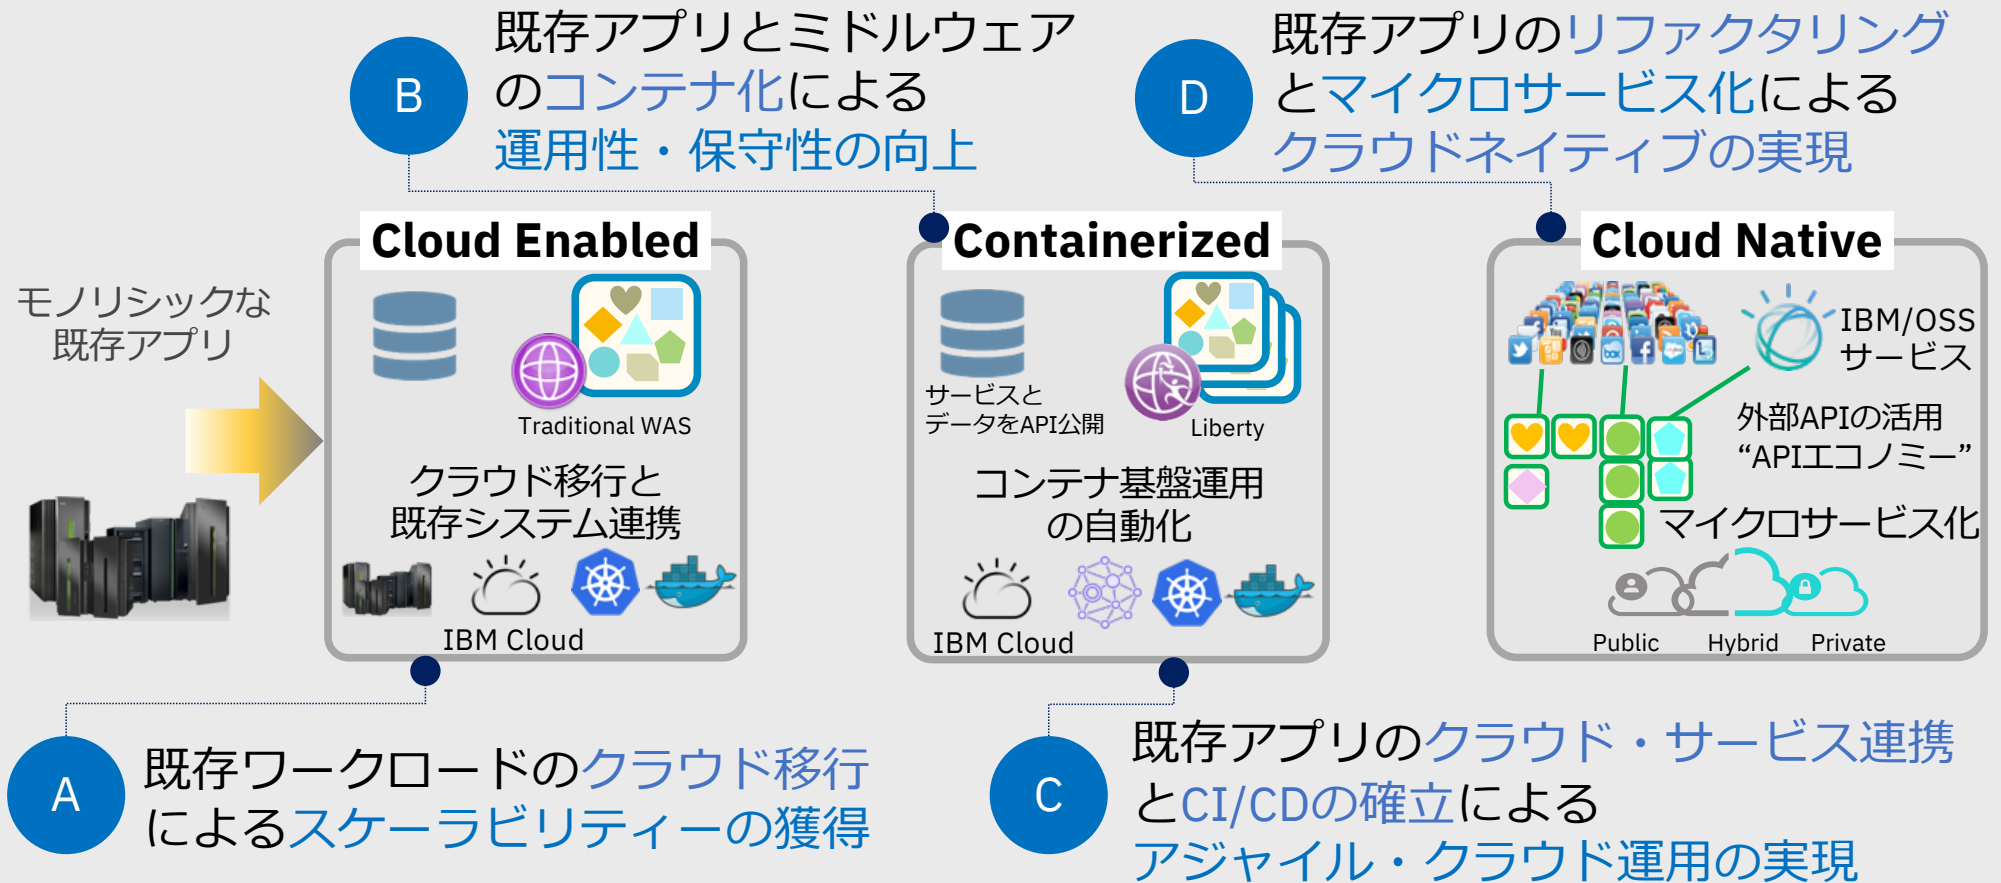 B
既存アプリとミドルウェア
のコンテナ化による
運用性・保守性の向上
D
既存アプリのリファクタリング
とマイクロサービス化による
クラウドネイティブの実現
モノリシックな
既存アプリ
Cloud Enabled
Traditional WAS
クラウド移行と
既存システム連携
IBM Cloud
Containerized
サービスと
データをAPI公開
Liberty
コンテナ基盤運用
の自動化
IBM Cloud
Cloud Native
You
box
IBM/OSS
サービス
外部APIの活用
“APIエコノミー”
マイクロサービス化
Public
Hybrid
Private
A
既存ワークロードのクラウド移行
によるスケーラビリティーの獲得
C
既存アプリのクラウド・サービス連携
とCI/CDの確立による
アジャイル・クラウド運用の実現